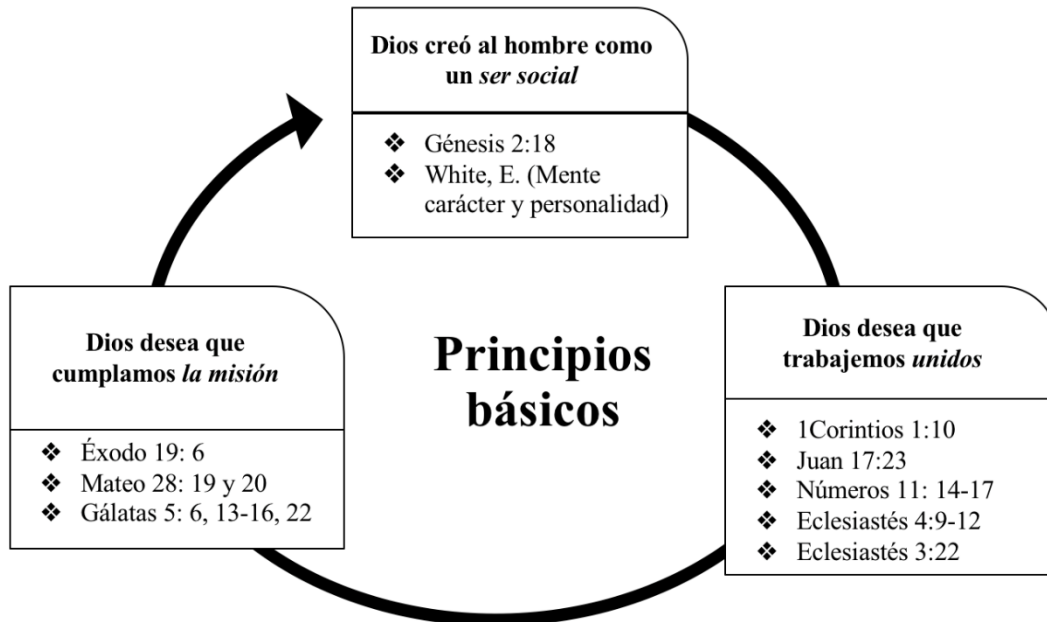 Dios creó al hombre como
un ser social
❖ Génesis 2:18
❖ White, E. (Mente
carácter y personalidad)
Principios
básicos
Dios desea que
trabajemos unidos
❖ 1Corintios 1:10
❖ Juan 17:23
❖ Números 11: 14-17
❖ Eclesiastés 4:9-12
❖ Eclesiastés 3:22
Dios desea que
cumplamos la misión
❖ Éxodo 19: 6
❖ Mateo 28: 19 y 20
❖ Gálatas 5: 6, 13-16, 22